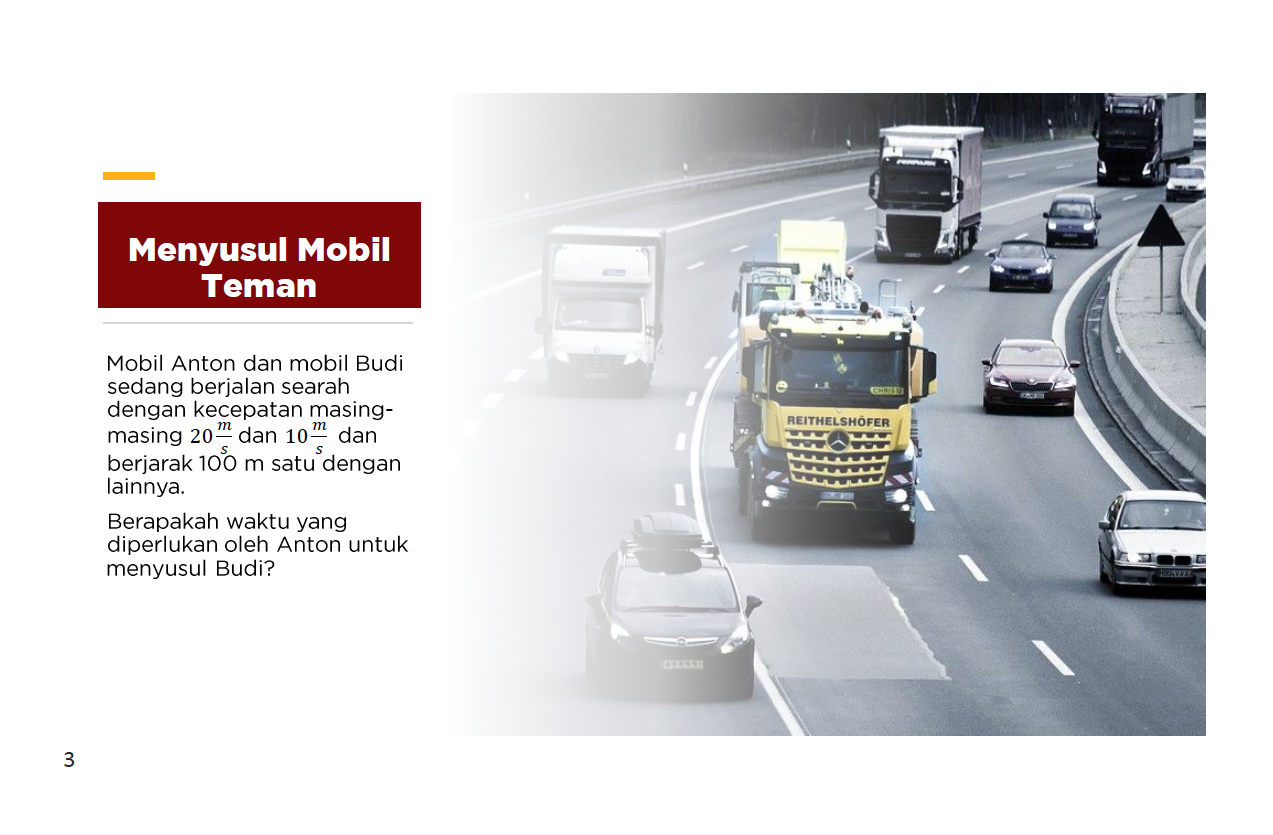 Menyusul Mobil
Teman
Mobil Anton dan mobil Budi
sedang berjalan searah
dengan kecepatan masing-
masing 20 m/s dan 10 m/s dan
berjarak 100 m satu dengan
lainnya.
Berapakah waktu yang
diperlukan oleh Anton untuk
menyusul Budi?
REITHELSHÖFER
3